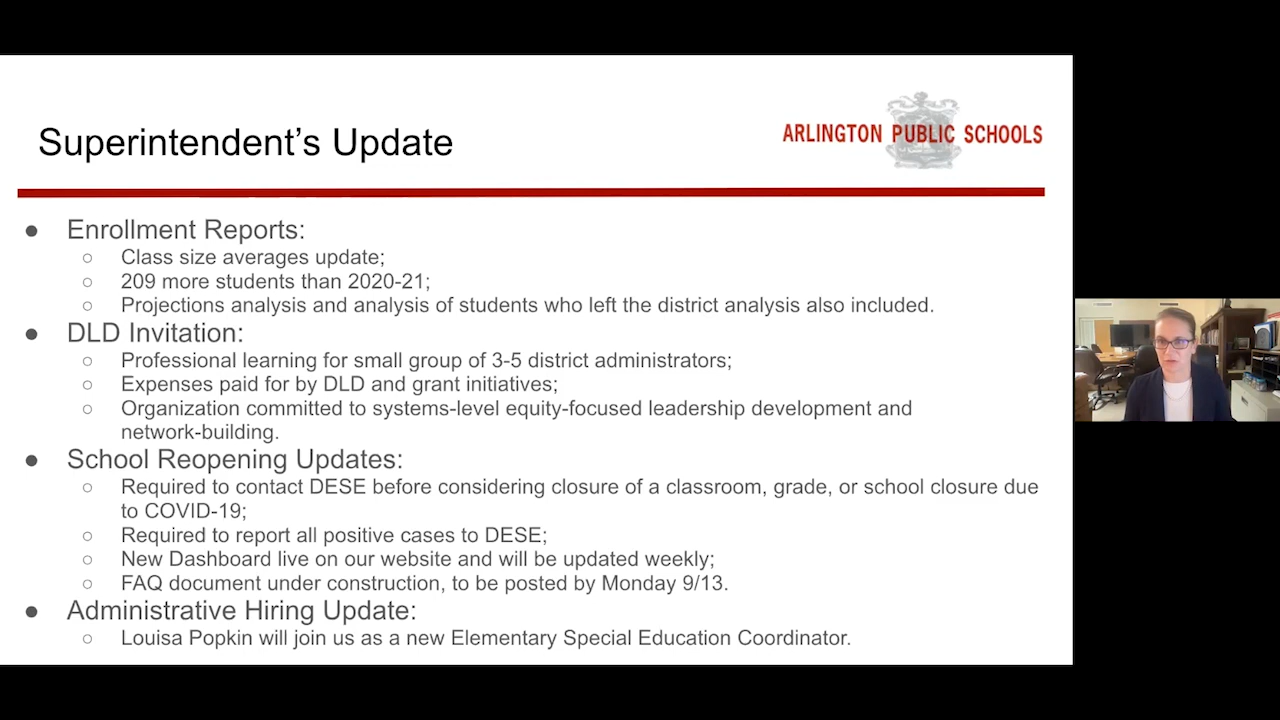 Superintendent's Update
ARLINGTON PUBLIC SCHOOLS
● Enrollment Reports:
○ Class size averages update;
○ 209 more students than 2020-21;
○ Projections analysis and analysis of students who left the district analysis also included.
● DLD Invitation:
○ Professional learning for small group of 3-5 district administrators;
○ Expenses paid for by DLD and grant initiatives;
○ Organization committed to systems-level equity-focused leadership development and
network-building.
● School Reopening Updates:
○ Required to contact DESE before considering closure of a classroom, grade, or school closure due
to COVID-19;
○ Required to report all positive cases to DESE;
○ New Dashboard live on our website and will be updated weekly;
○ FAQ document under construction, to be posted by Monday 9/13.
● Administrative Hiring Update:
○ Louisa Popkin will join us as a new Elementary Special Education Coordinator.